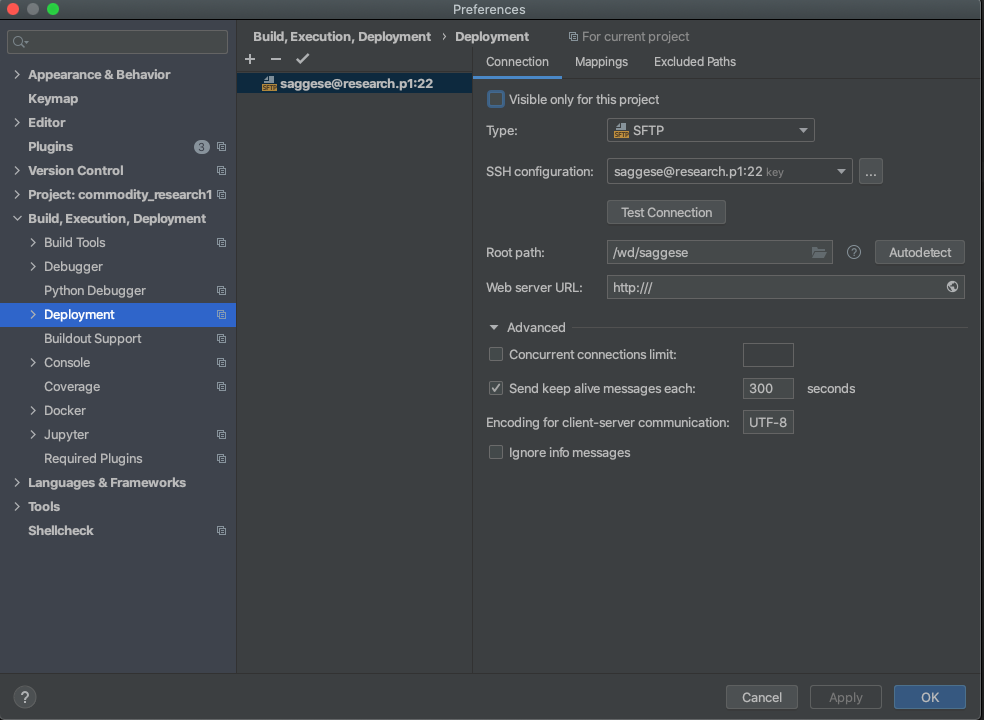 Preferences
Appearance & Behavior
Keymap
Editor
Plugins 3
Version Control
Project: commodity_research1
Build, Execution, Deployment
Build Tools
Debugger
Python Debugger
Deployment
Buildout Support
Console
Coverage
Docker
Jupyter
Required Plugins
Languages & Frameworks
Tools
Shellcheck
Build, Execution, Deployment › Deployment For current project
SFTP saggese@research.p1:22
Connection Mappings Excluded Paths
Visible only for this project
Type: SFTP SFTP
SSH configuration: saggese@research.p1:22 key ...
Test Connection
Root path: /wd/saggese ? Autodetect
Web server URL: http:///
Advanced
Concurrent connections limit:
Send keep alive messages each: 300 seconds
Encoding for client-server communication: UTF-8
Ignore info messages
? Cancel Apply OK